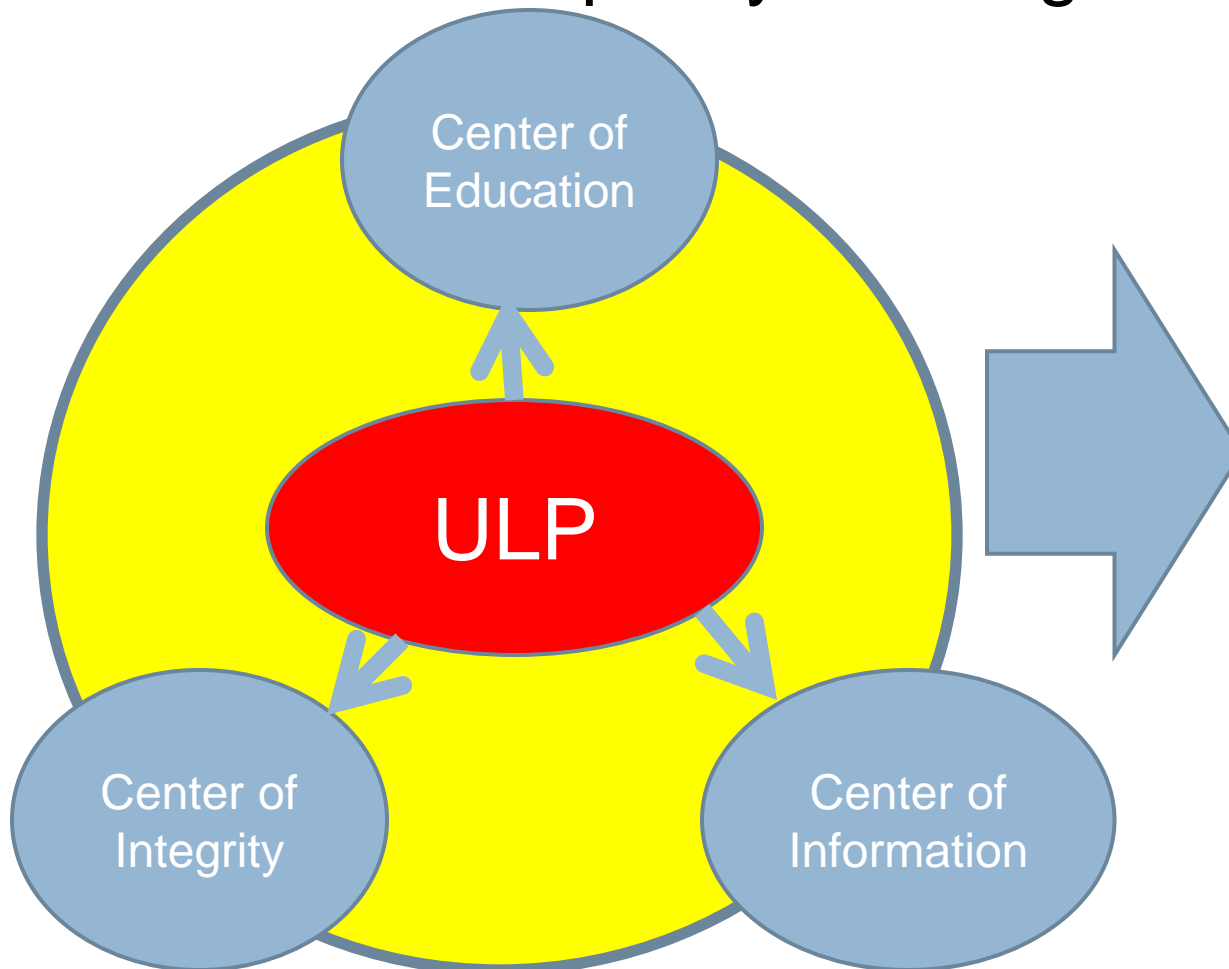 Center of
Education
ULP
Center of
Integrity
Center of
Information